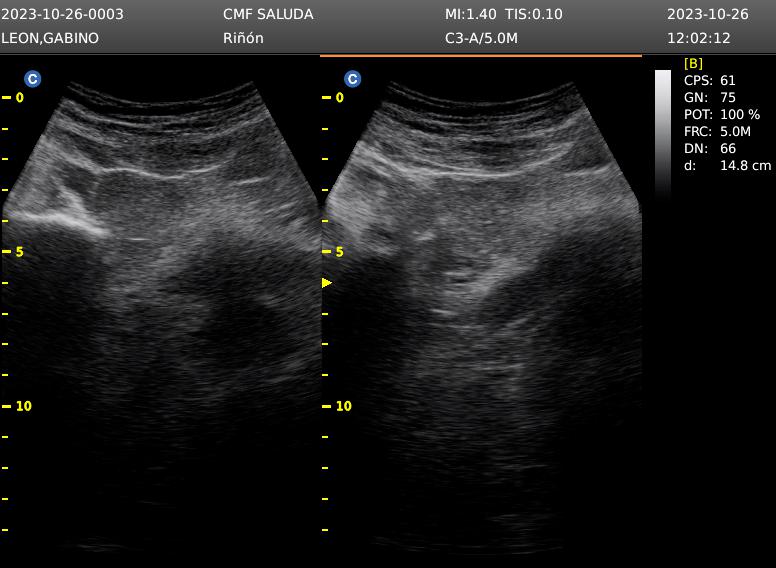 2023-10-26-0003 CMF SALUDA MI:1.40 TIS:0.10 2023-10-26
LEON,GABINO Riñón C3-A/5.0M 12:02:12
C C [B]
0 0 CPS: 61
GN: 75
POT: 100 %
FRC: 5.0M
DN: 66
d: 14.8 cm
5 5
10 10